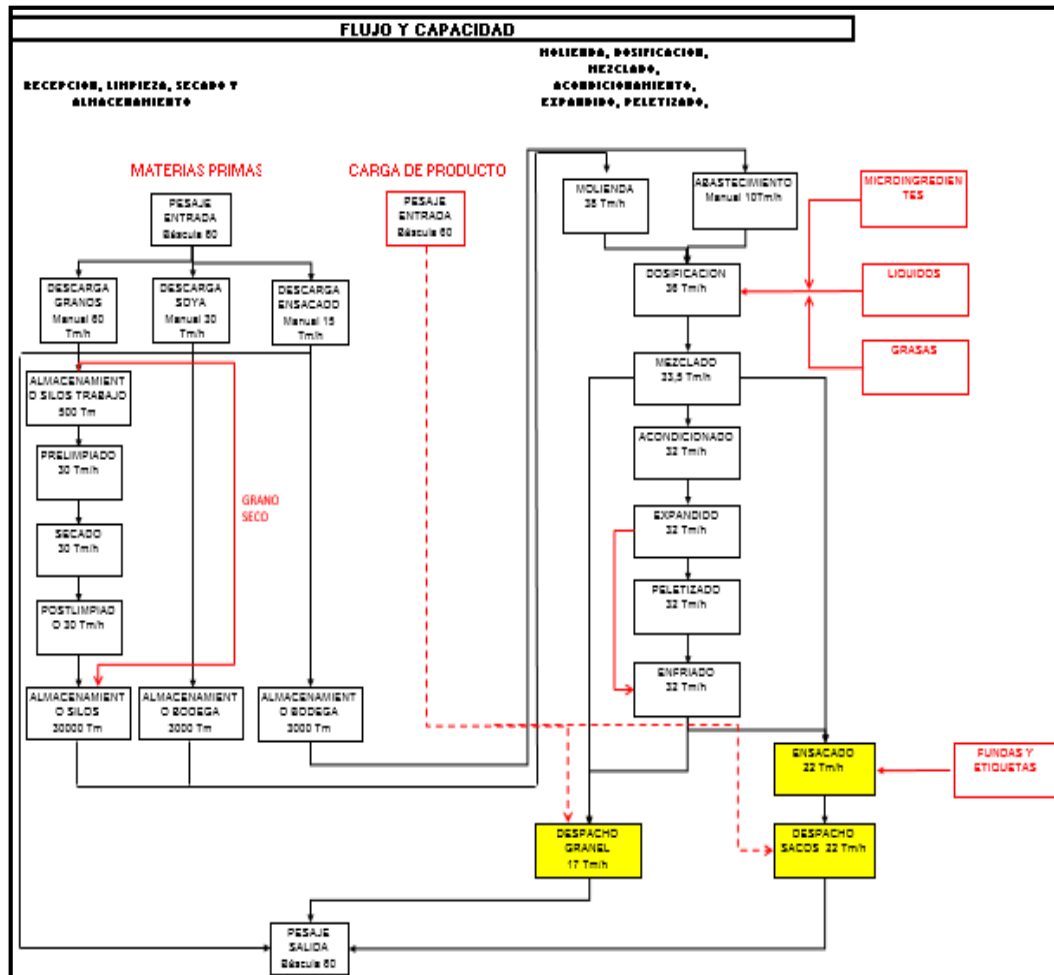 FLUJO Y CAPACIDAD
RECEPCION, LIMPIEZA, SECADO Y
ALMACENAMIENTO
MOLIENDA, DOSIFICACION,
MEZCLADO,
ACONDICIONAMIENTO,
EXPANDIDO, PELETIZADO,
MATERIAS PRIMAS
CARGA DE PRODUCTO
PESAJE
ENTRADA
Báscula 60
PESAJE
ENTRADA
Báscula 60
MOLIENDA
Tm/h
ABASTECIMIENTO
Manual 10Tm/h
MICROINGREDIEN
TES
DESCARGA
GRANOS
Manual 60
Tm/h
DESCARGA
SOYA
Manual 30
Tm/h
DESCARGA
ENSACADO
Manual 15
Tm/h
DOSIFICACION
Tm/h
LIQUIDOS
GRASAS
ALMACENAMIENT
O SILOS TRABAJO
500 Tm
MEZCLADO
33,5 Tm/h
PRELIMPIADO
30 Tm/h
ACONDICIONADO
32 Tm/h
GRANO
SECO
SECADO
30 Tm/h
EXPANDIDO
32 Tm/h
POSTLIMPIAD
O 30 Tm/h
PELETIZADO
32 Tm/h
ALMACENAMIENT
O SILOS
30000 Tm
ALMACENAMIENT
O BODEGA
3000 Tm
ALMACENAMIENT
O BODEGA
3000 Tm
ENFRIADO
32 Tm/h
ENSACADO
22 Tm/h
FUNDAS Y
ETIQUETAS
DESPACHO
GRANEL
17 Tm/h
DESPACHO
SACOS 22 Tm/h
PESAJE
SALIDA
Báscula 60